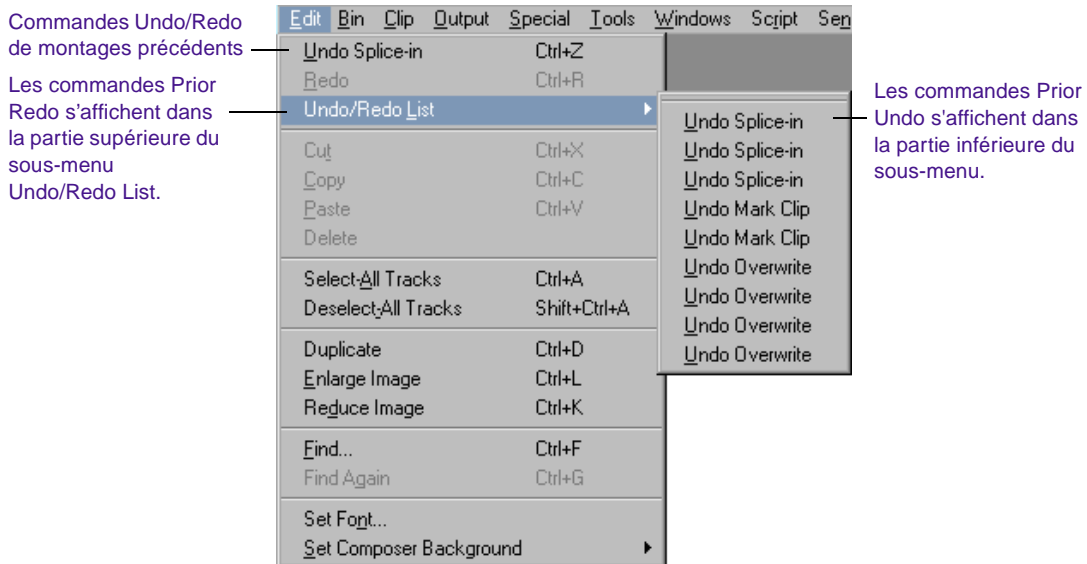 Commandes Undo/Redo
de montages précédents
Les commandes Prior
Redo s'affichent dans
la partie supérieure du
sous-menu
Undo/Redo List.
Edit Bin Clip Output Special Tools Windows Script Sen
Undo Splice-in Ctrl+Z
Redo Ctrl+R
Undo/Redo List
Cut Ctrl+X
Copy Ctrl+C
Paste Ctrl+V
Delete
Select-All Tracks Ctrl+A
Deselect-All Tracks Shift+Ctrl+A
Duplicate Ctrl+D
Enlarge Image Ctrl+L
Reduce Image Ctrl+K
Find... Ctrl+F
Find Again Ctrl+G
Set Font...
Set Composer Background
Undo Splice-in
Undo Splice-in
Undo Splice-in
Undo Mark Clip
Undo Mark Clip
Undo Overwrite
Undo Overwrite
Undo Overwrite
Undo Overwrite
Les commandes Prior
Undo s'affichent dans
la partie inférieure du
sous-menu.